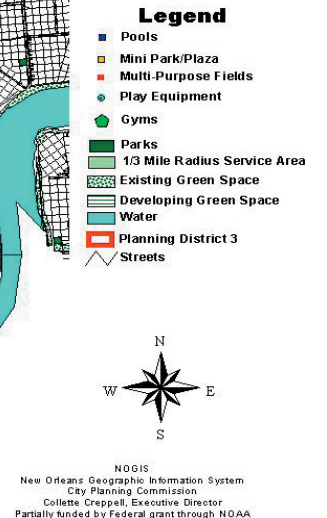 Legend
Pools
Mini Park/Plaza
Multi-Purpose Fields
Play Equipment
Gyms
Parks
1/3 Mile Radius Service Area
Existing Green Space
Developing Green Space
Water
Planning District 3
Streets
N
W E
S
NOGIS
New Orleans Geographic Information System
City Planning Commission
Collette Creppell, Executive Director
Partially funded by Federal grant through NOAA